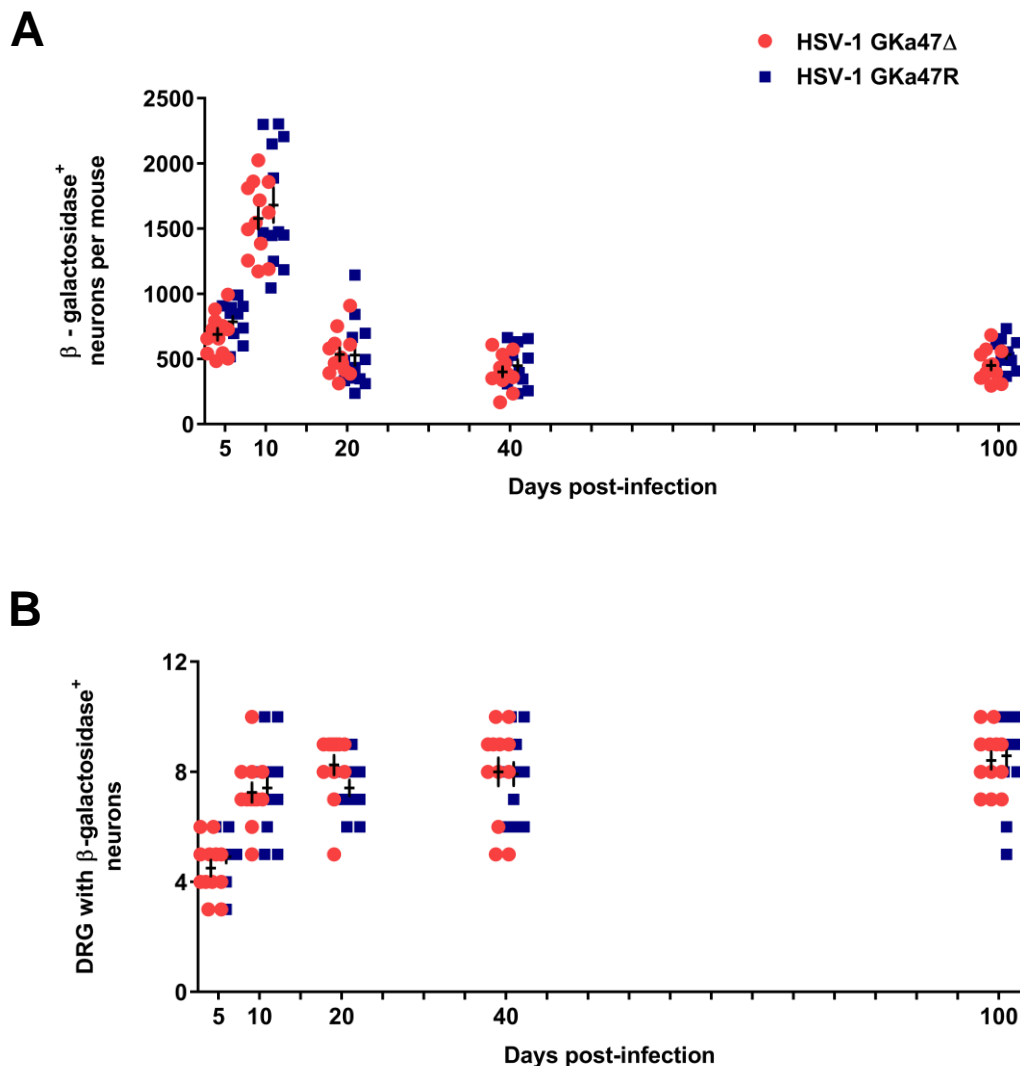 A
HSV-1 GKa47Δ
HSV-1 GKa47R
β - galactosidase⁺
neurons per mouse
2500
2000
1500
1000
500
0
5 10 20 40 100
Days post-infection
B
DRG with β-galactosidase⁺
neurons
12
8
4
0
5 10 20 40 100
Days post-infection